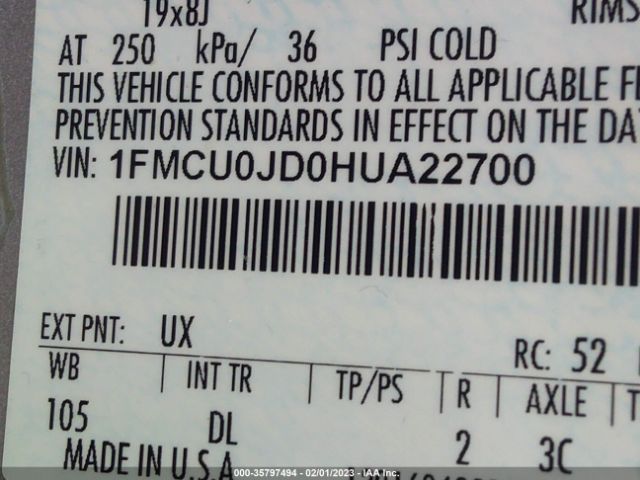 19x8J RIMS
AT 250 kPa/ 36 PSI COLD
THIS VEHICLE CONFORMS TO ALL APPLICABLE
PREVENTION STANDARDS IN EFFECT ON THE
VIN: 1FMCU0JD0HUA22700
EXT PNT: UX RC: 52
WB INT TR TP/PS R AXLE
105 DL 2 3C
MADE IN U.S.A
000-35797494 - 02/01/2023 - IAA Inc.